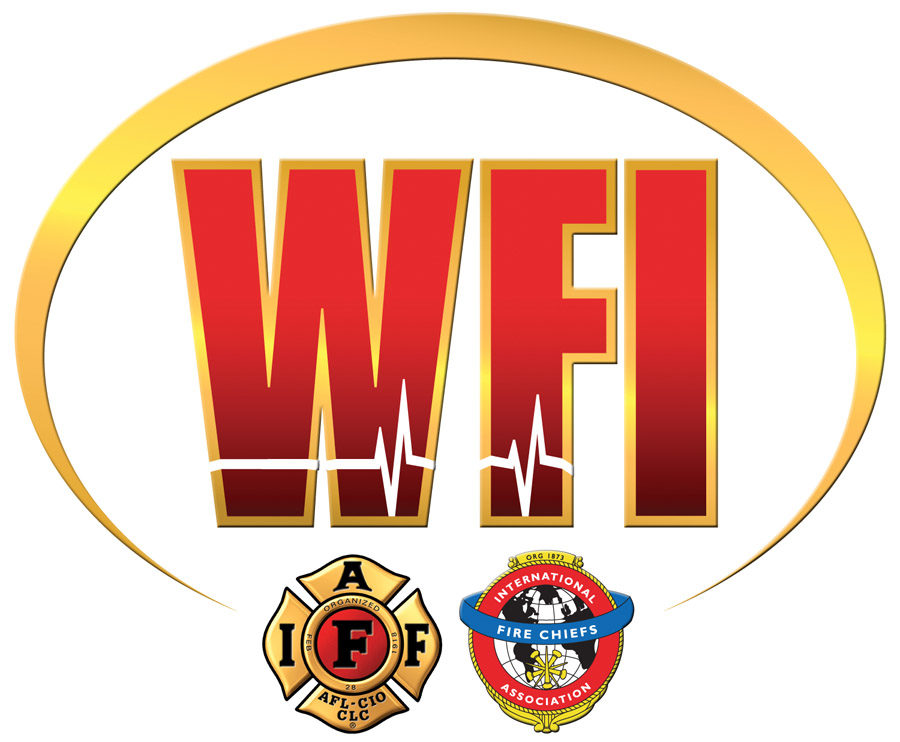 WFI
A
ORGANIZED
I F F
FEB. 1918
28
AFL-CIO
CLC
®
ORG 1873
INTERNATIONAL
FIRE CHIEFS
ASSOCIATION